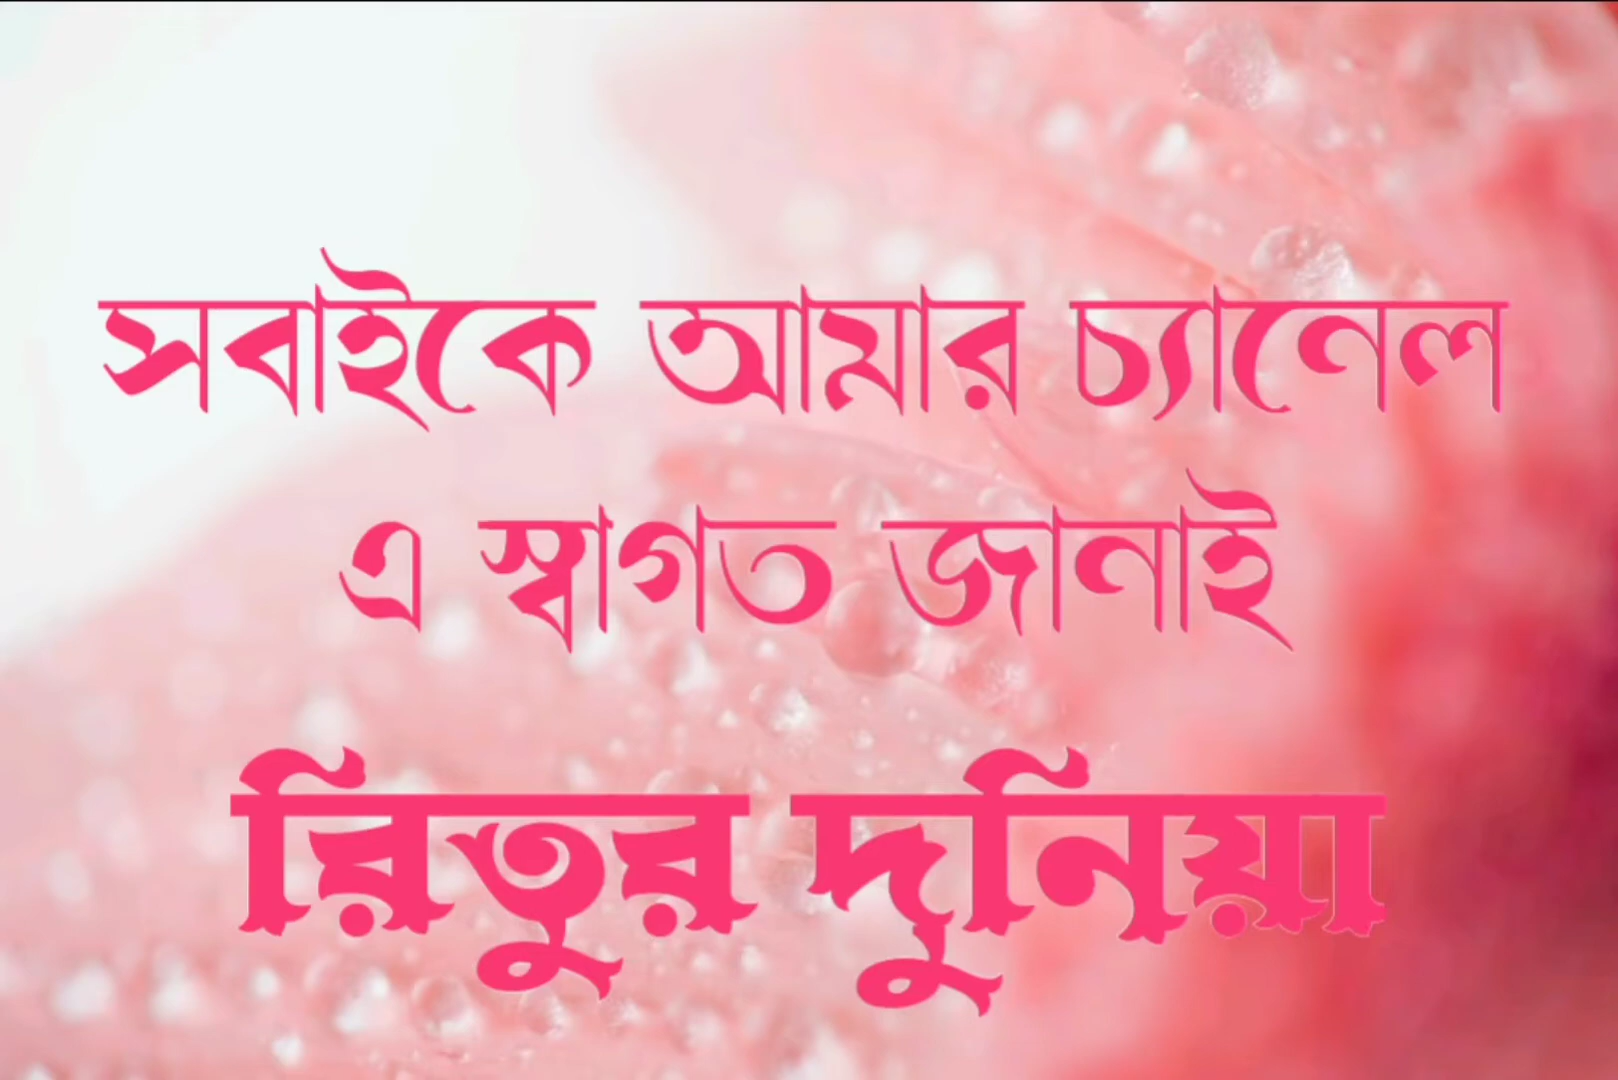 সবাইকে আমার চ্যানেল
এ স্বাগত জানাই
রিতুর দুনিয়া